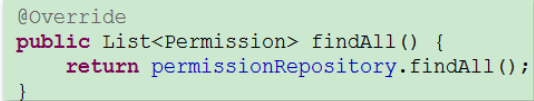 @Override
public List<Permission> findAll() {
    return permissionRepository.findAll();
}